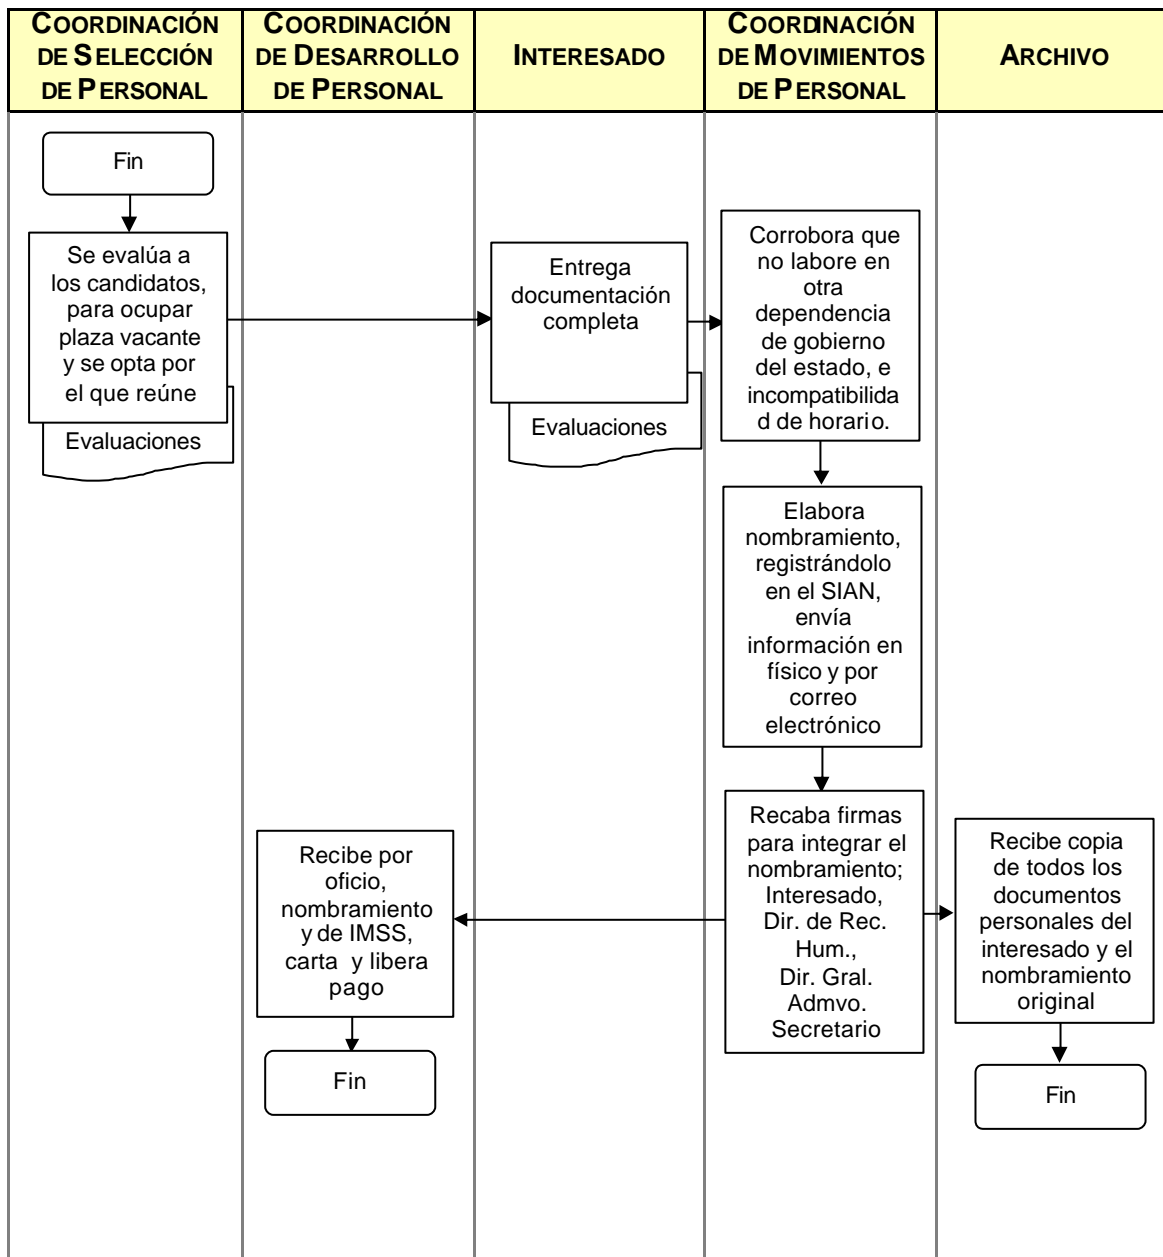 COORDINACIÓN
DE SELECCIÓN
DE PERSONAL
COORDINACIÓN
DE DESARROLLO
DE PERSONAL
INTERESADO
COORDINACIÓN
DE MOVIMIENTOS
DE PERSONAL
ARCHIVO
Fin
Se evalúa a
los candidatos,
para ocupar
plaza vacante
y se opta por
el que reúne
Evaluaciones
Entrega
documentación
completa
Evaluaciones
Corrobora que
no labore en
otra
dependencia
de gobierno
del estado, e
incompatibilida
d de horario.
Elabora
nombramiento,
registrándolo
en el SIAN,
envía
información en
físico y por
correo
electrónico
Recaba firmas
para integrar el
nombramiento;
Interesado,
Dir. de Rec.
Hum.,
Dir. Gral.
Admvo.
Secretario
Recibe por
oficio,
nombramiento
y de IMSS,
carta y libera
pago
Fin
Recibe copia
de todos los
documentos
personales del
interesado y el
nombramiento
original
Fin